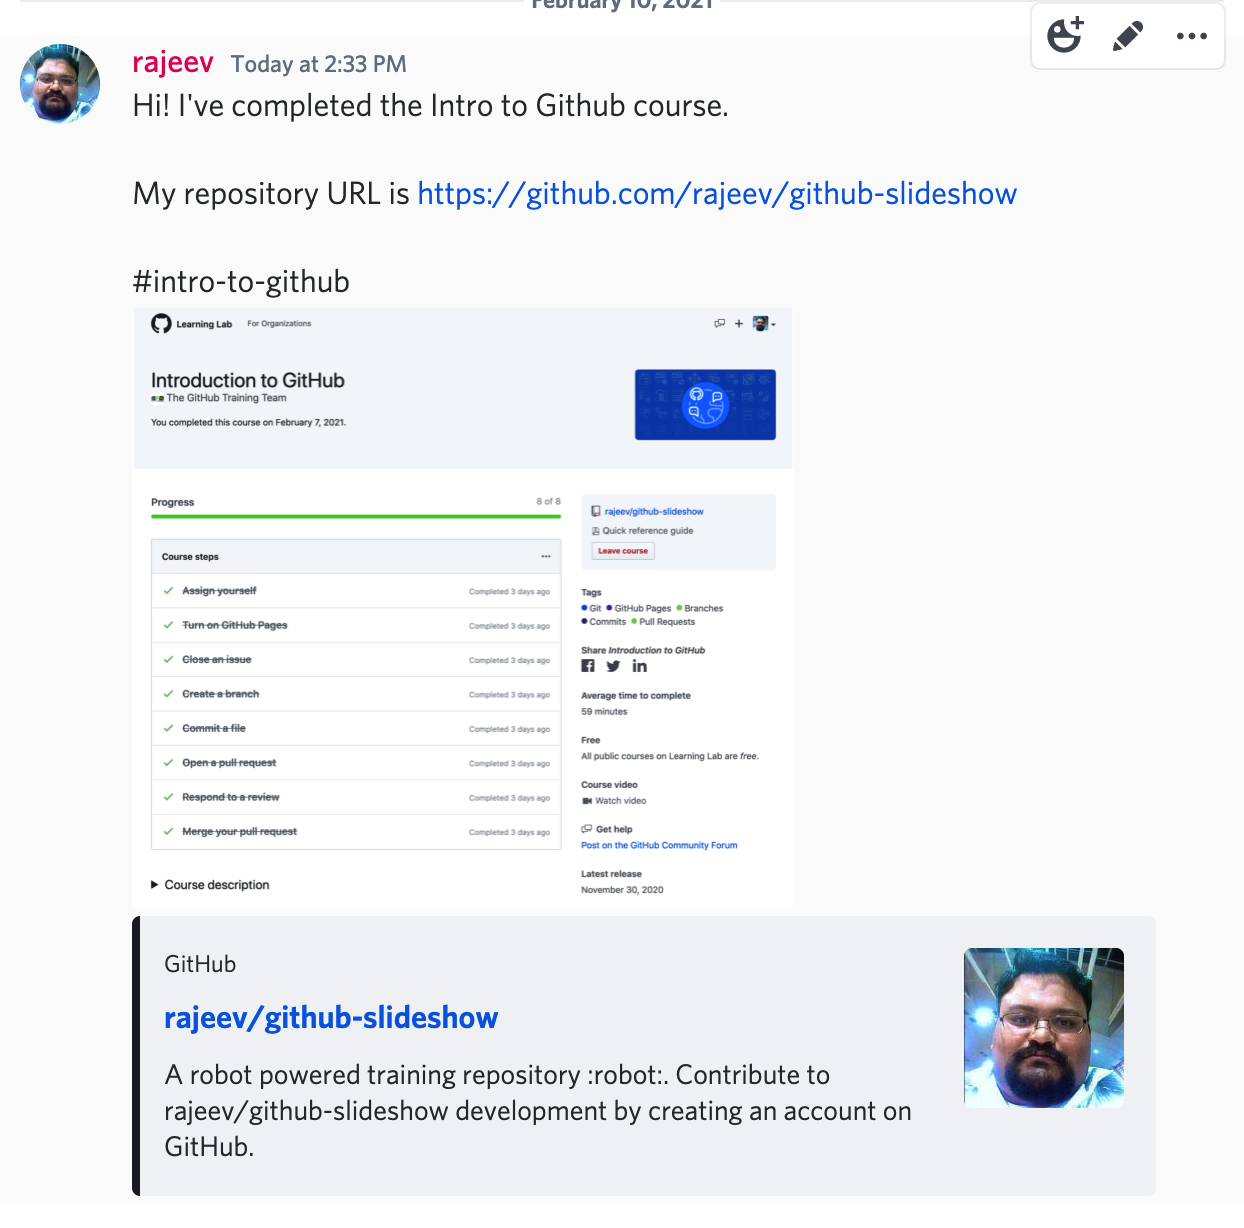 February 10, 2021
rajeev Today at 2:33 PM
Hi! I've completed the Intro to Github course.
My repository URL is https://github.com/rajeev/github-slideshow
#intro-to-github
Learning Lab For Organizations
Introduction to GitHub
The GitHub Training Team
You completed this course on February 7, 2021.
Progress 8 of 8
Course steps
Assign yourself Completed 3 days ago
Turn on GitHub Pages Completed 3 days ago
Close an issue Completed 3 days ago
Create a branch Completed 3 days ago
Commit a file Completed 3 days ago
Open a pull request Completed 3 days ago
Respond to a review Completed 3 days ago
Merge your pull request Completed 3 days ago
Course description
rajeev/github-slideshow
Quick reference guide
Leave course
Tags
Git GitHub Pages Branches
Commits Pull Requests
Share Introduction to GitHub
Average time to complete
59 minutes
Free
All public courses on Learning Lab are free.
Course video
Watch video
Get help
Post on the GitHub Community Forum
Latest release
November 30, 2020
GitHub
rajeev/github-slideshow
A robot powered training repository :robot:. Contribute to
rajeev/github-slideshow development by creating an account on
GitHub.